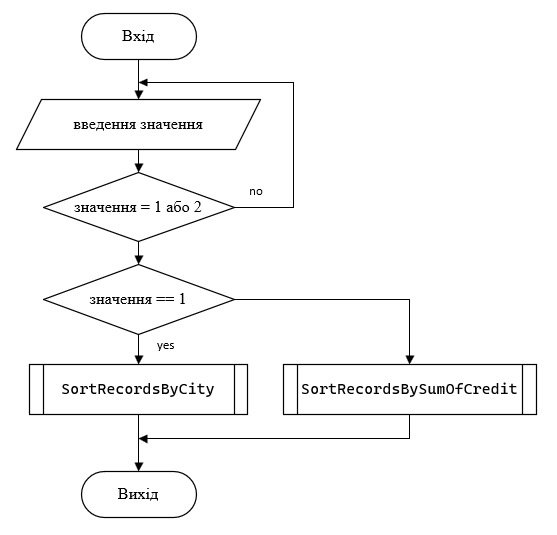 Вхід
введення значення
no
значення = 1 або 2
значення == 1
yes
SortRecordsByCity
SortRecordsBySumOfCredit
Вихід